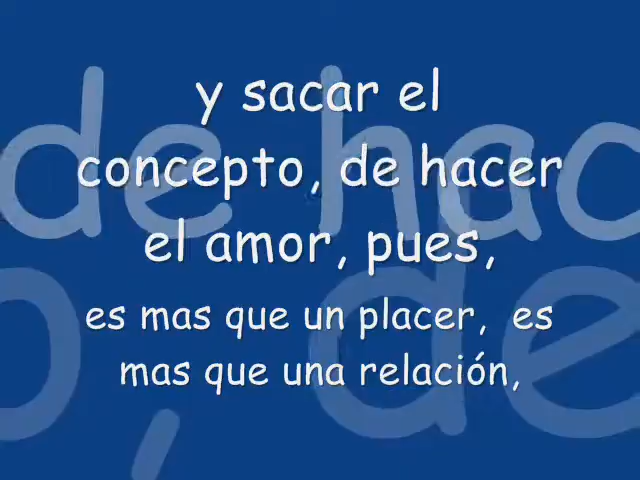 y sacar el
concepto, de hacer
el amor, pues,
es mas que un placer, es
mas que una relación,